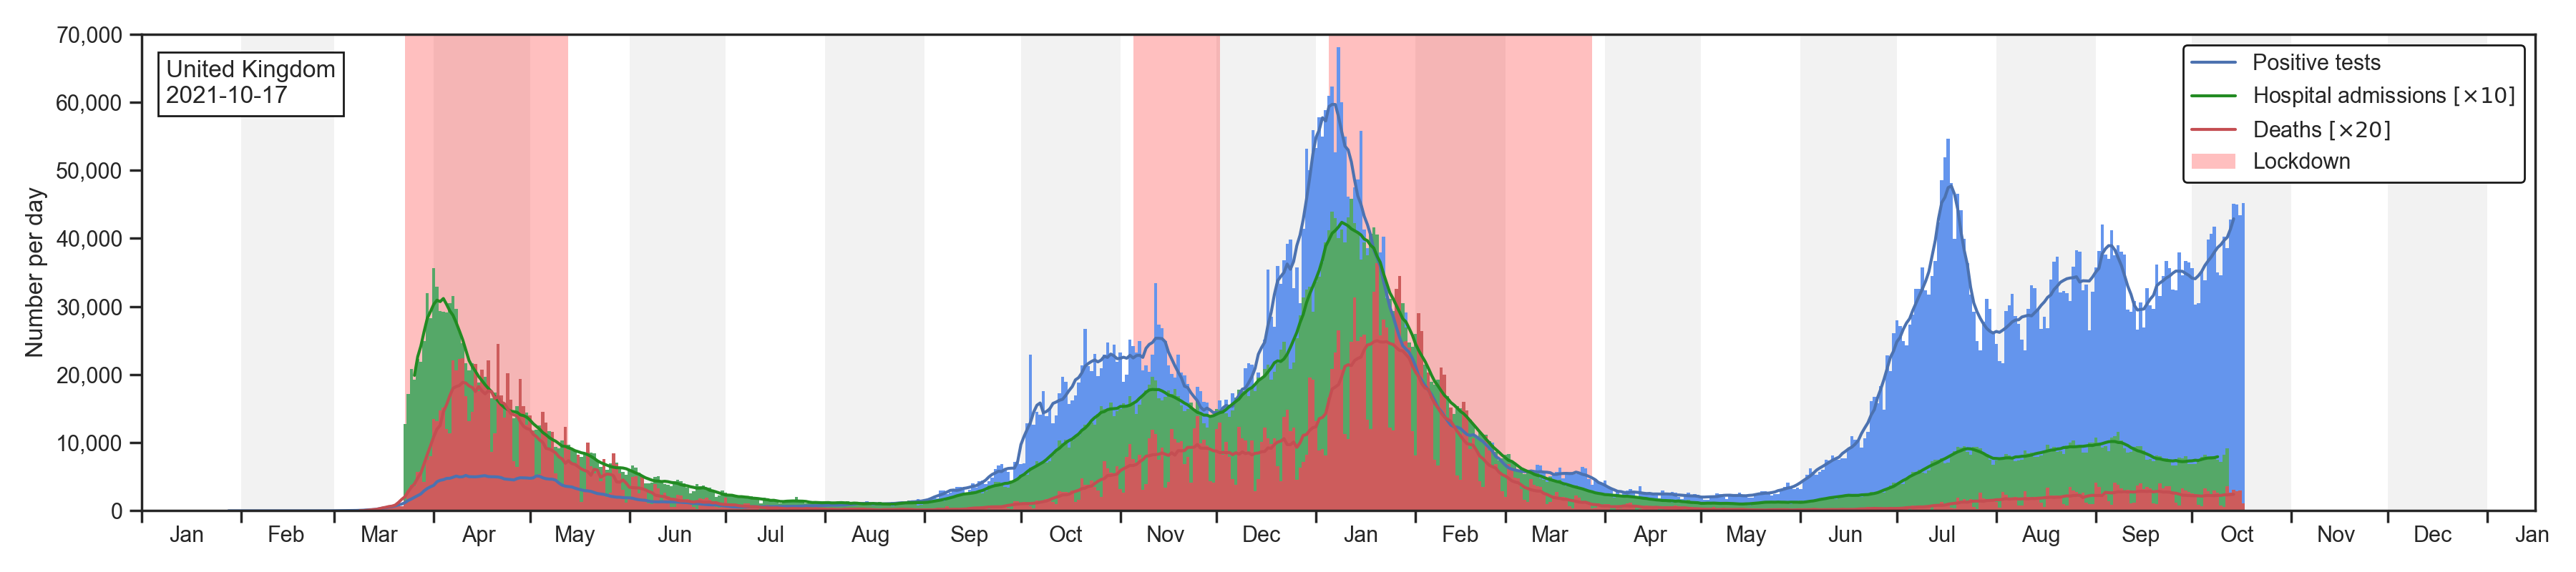 70,000
60,000
50,000
40,000
30,000
20,000
10,000
0
Number per day
United Kingdom
2021-10-17
Positive tests
Hospital admissions [×10]
Deaths [×20]
Lockdown
Jan Feb Mar Apr May Jun Jul Aug Sep Oct Nov Dec Jan Feb Mar Apr May Jun Jul Aug Sep Oct Nov Dec Jan